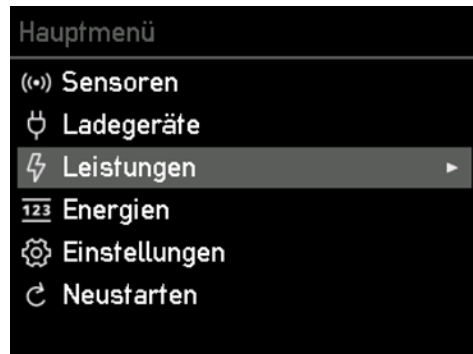 Hauptmenü
Sensoren
Ladegeräte
Leistungen
123 Energien
Einstellungen
Neustarten